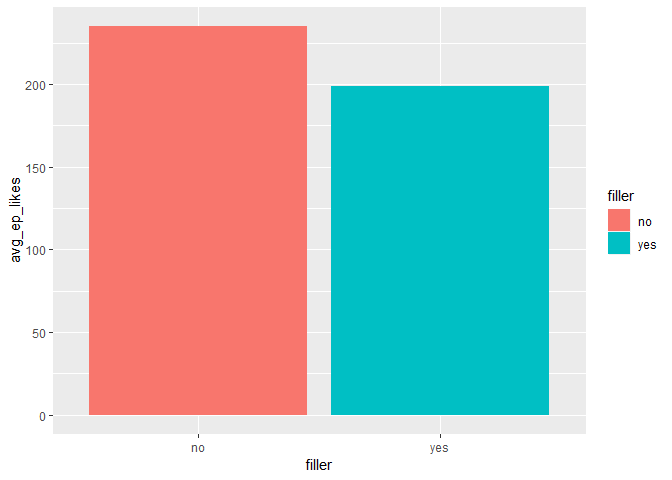 avg_ep_likes
200
150
100
50
0
no
yes
filler
filler
no
yes